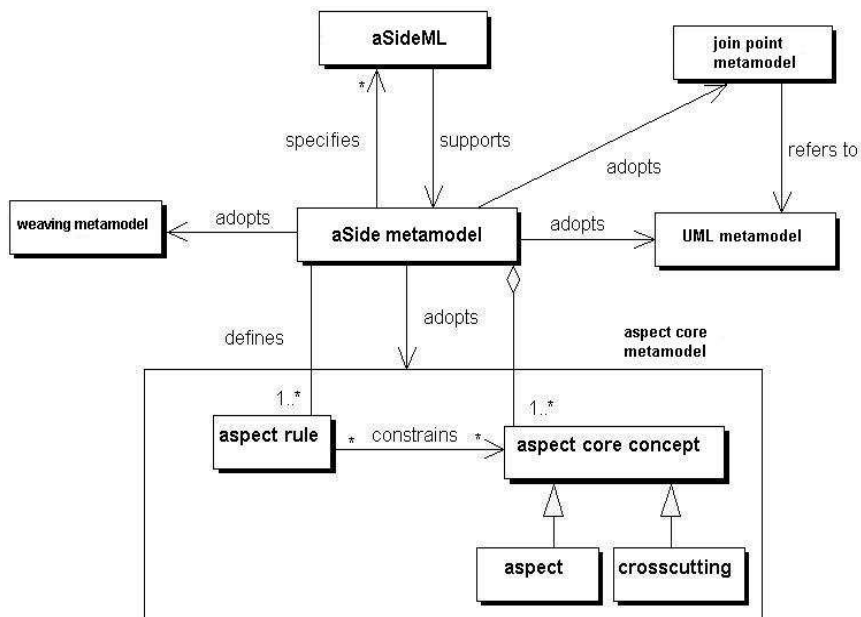 aSideML
join point
metamodel
*
specifies
supports
adopts
refers to
weaving metamodel
adopts
aSide metamodel
adopts
UML metamodel
defines
adopts
aspect core
metamodel
1..*
1..*
aspect rule
*
constrains
*
aspect core concept
aspect
crosscutting